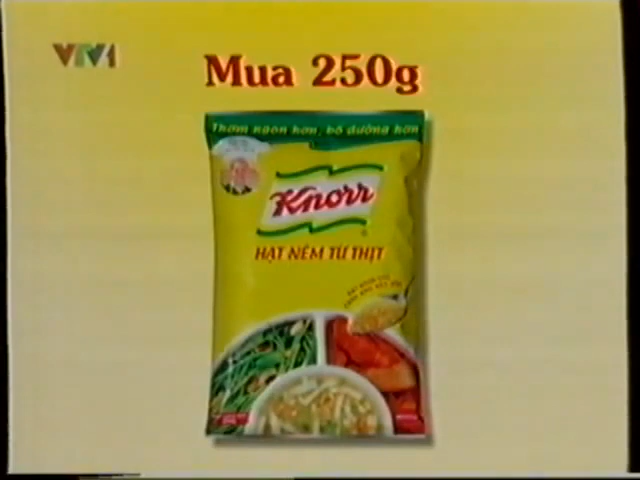 VTV1
Mua 250g
Thơm ngon hơn, bổ dưỡng hơn
Knorr
HẠT NÊM TỪ THỊT